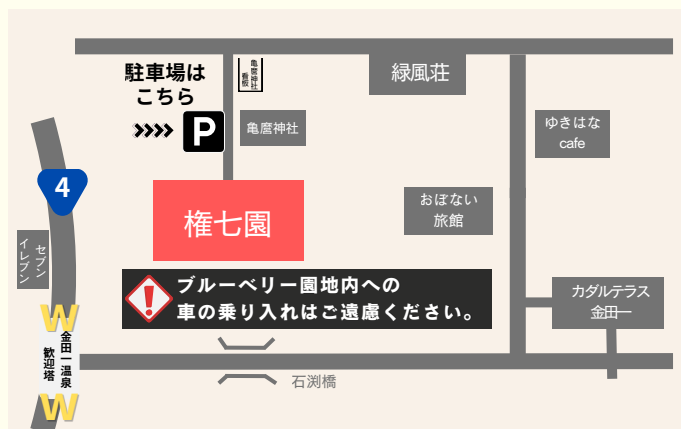 駐車場は
こちら
P
亀麿神社
看板
亀麿神社
緑風荘
ゆきはな
cafe
4
権七園
おぼない
旅館
セブン
イレブン
ブルーベリー園地内への
車の乗り入れはご遠慮ください。
カダルテラス
金田一
W
金田一温泉
歓迎塔
W
石渕橋